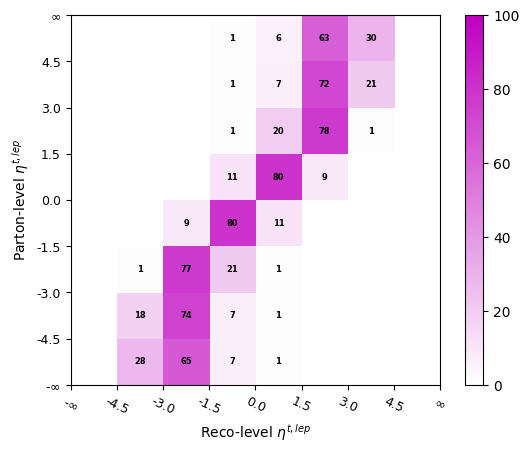 ∞
4.5
3.0
1.5
0.0
-1.5
-3.0
-4.5
-∞
Parton-level η^{t, lep}
1 6 63 30
1 7 72 21
1 20 78 1
11 80 9
9 80 11
1 77 21 1
18 74 7 1
28 65 7 1
-∞ -4.5 -3.0 -1.5 0.0 1.5 3.0 4.5 ∞
Reco-level η^{t, lep}
100
80
60
40
20
0